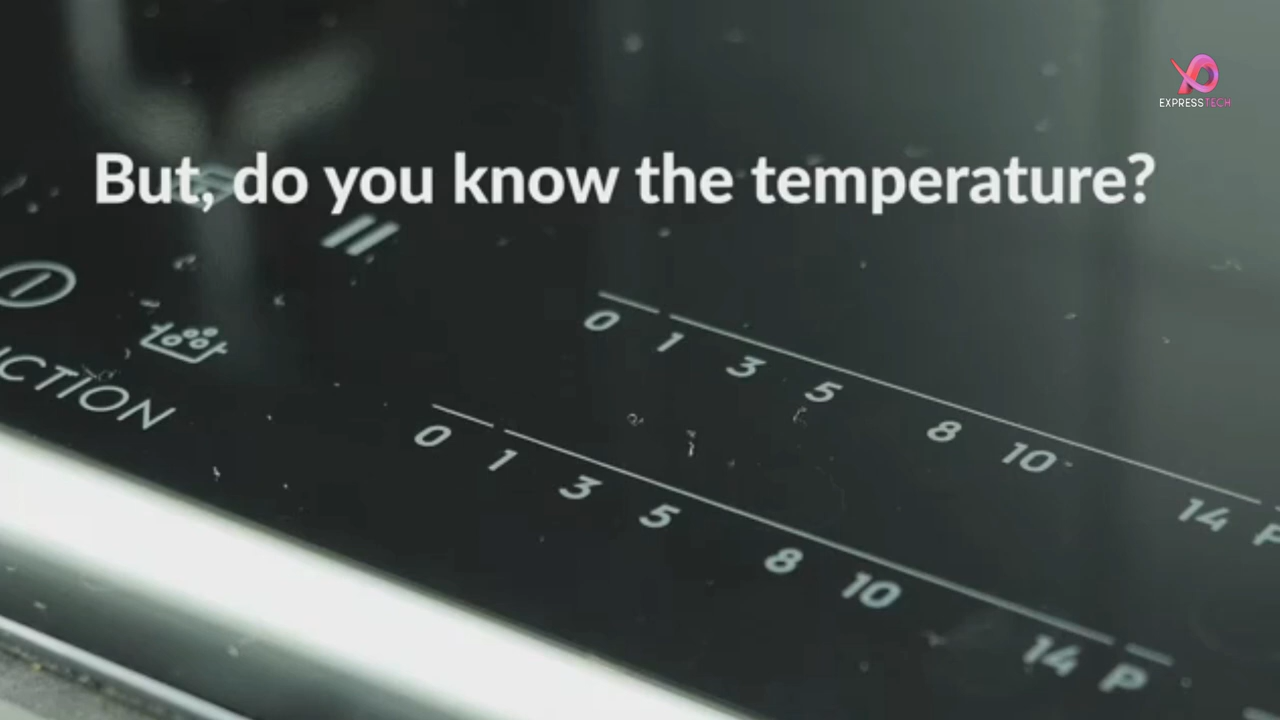 EXPRESSTECH
But, do you know the temperature?
0 1 3 5 8 10 14 P
0 1 3 5 8 10 14 P
CTION